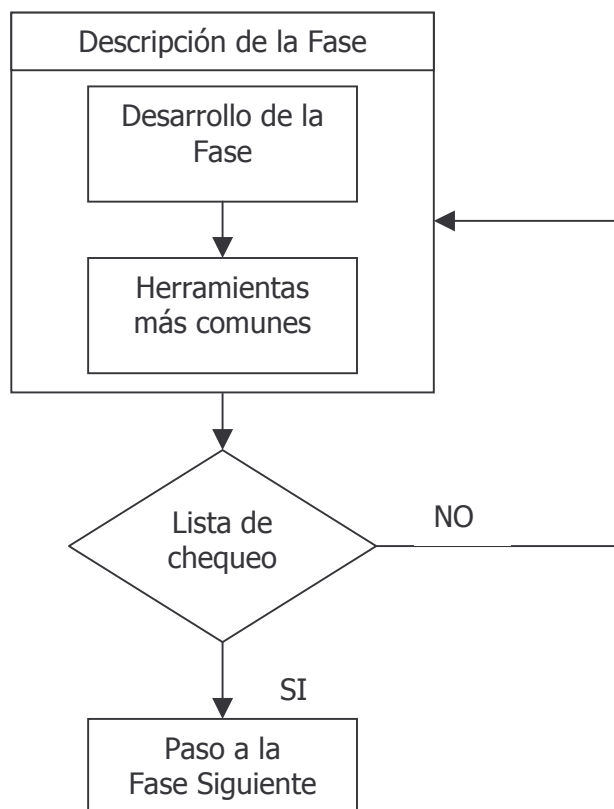 Descripción de la Fase
Desarrollo de la
Fase
Herramientas
más comunes
Lista de
chequeo
NO
SI
Paso a la
Fase Siguiente